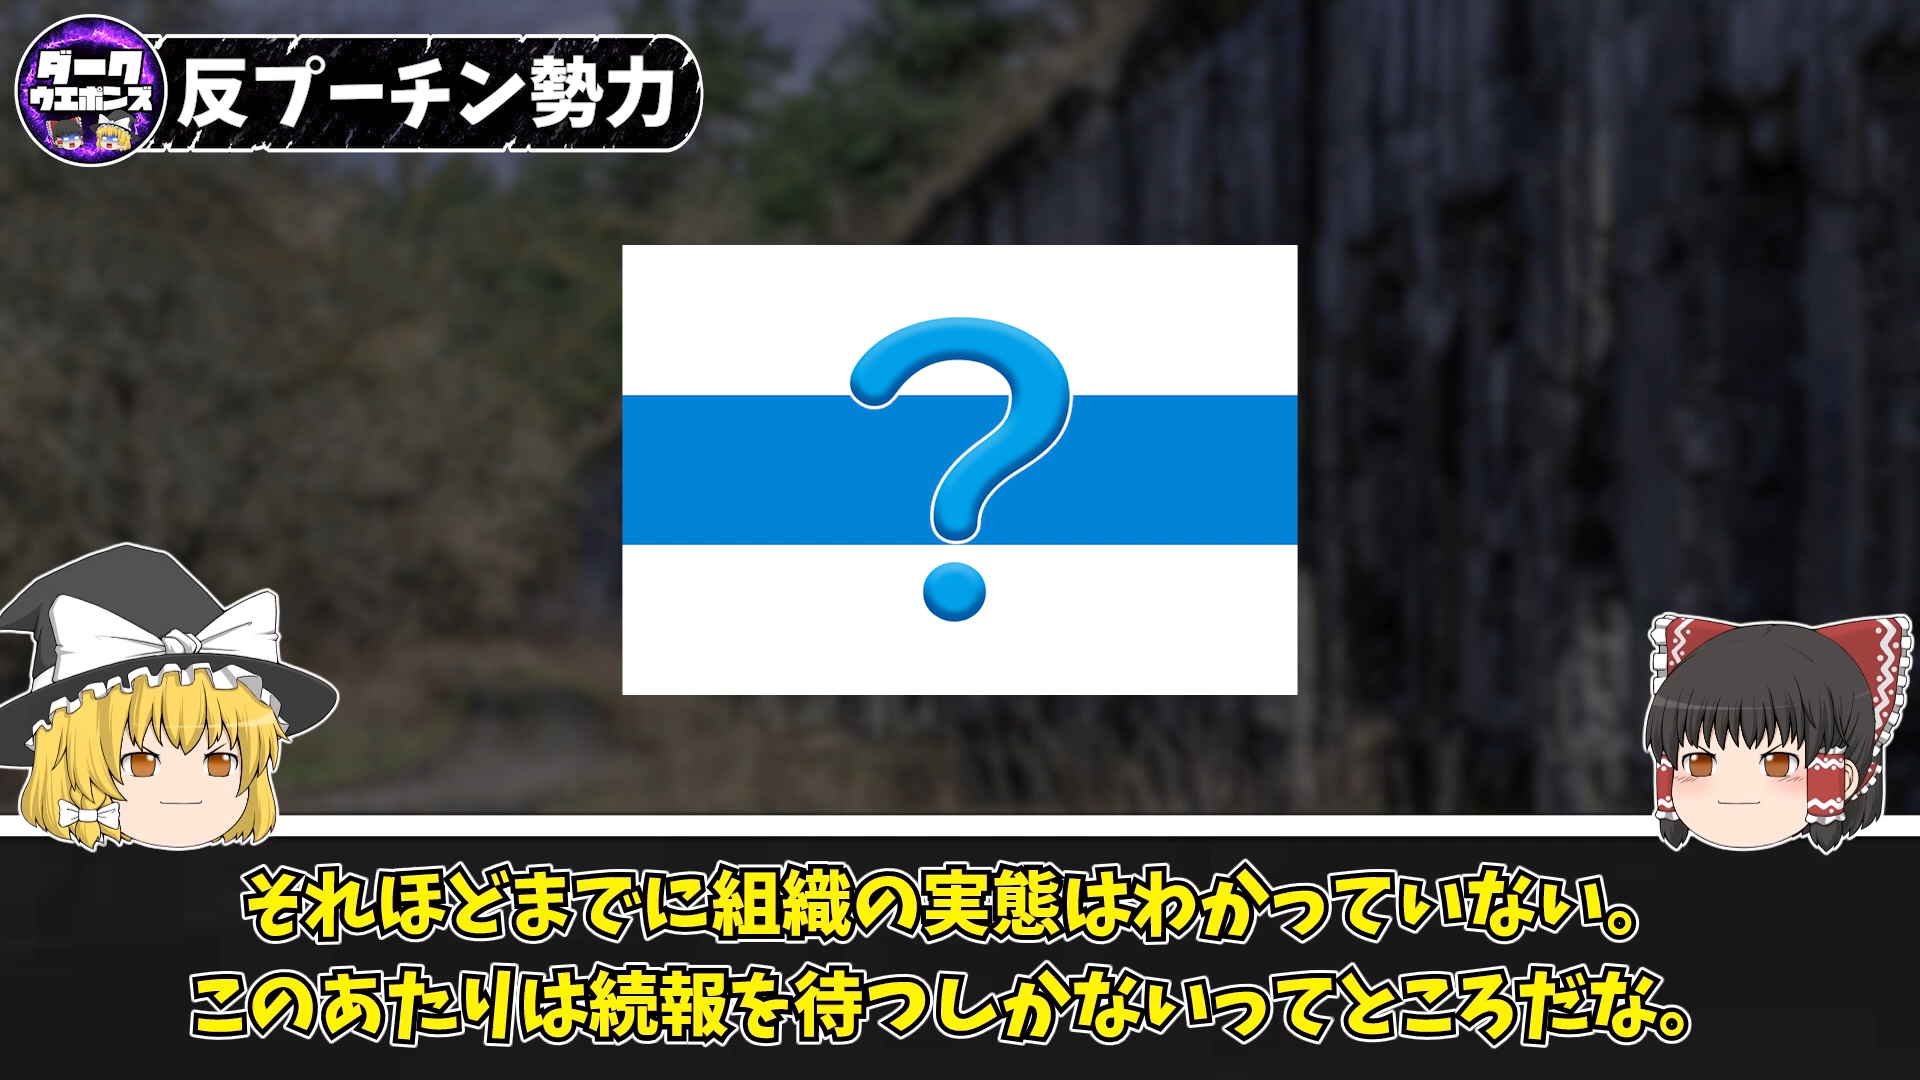 ダーク
ウエポンズ
反プーチン勢力
?
それほどまでに組織の実態はわかっていない。
このあたりは続報を待つしかないってところだな。